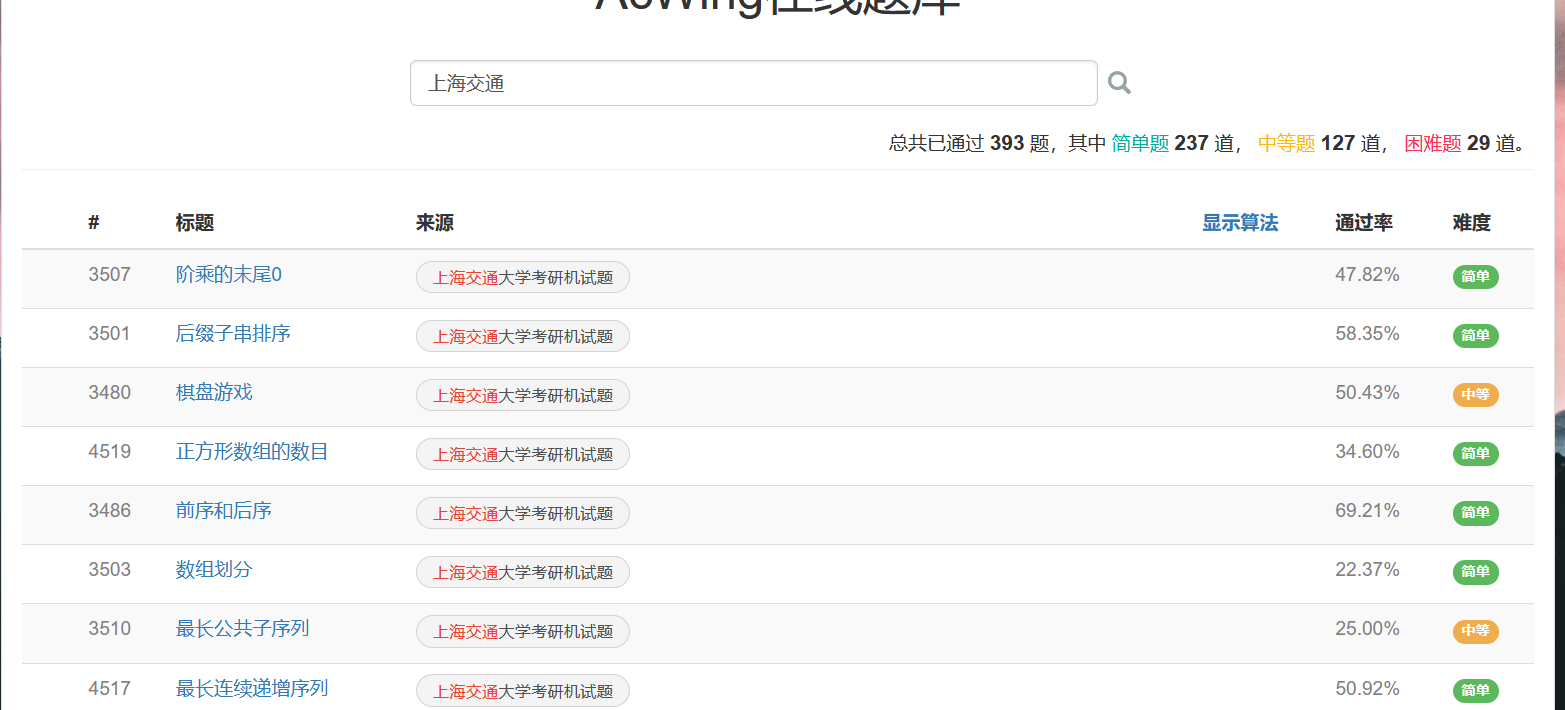 AcWing在线题库
上海交通
总共已通过 393 题，其中 简单题 237 道， 中等题 127 道， 困难题 29 道。
# 标题 来源 显示算法 通过率 难度
3507 阶乘的末尾0 上海交通大学考研机试题 47.82% 简单
3501 后缀子串排序 上海交通大学考研机试题 58.35% 简单
3480 棋盘游戏 上海交通大学考研机试题 50.43% 中等
4519 正方形数组的数目 上海交通大学考研机试题 34.60% 简单
3486 前序和后序 上海交通大学考研机试题 69.21% 简单
3503 数组划分 上海交通大学考研机试题 22.37% 简单
3510 最长公共子序列 上海交通大学考研机试题 25.00% 中等
4517 最长连续递增序列 上海交通大学考研机试题 50.92% 简单